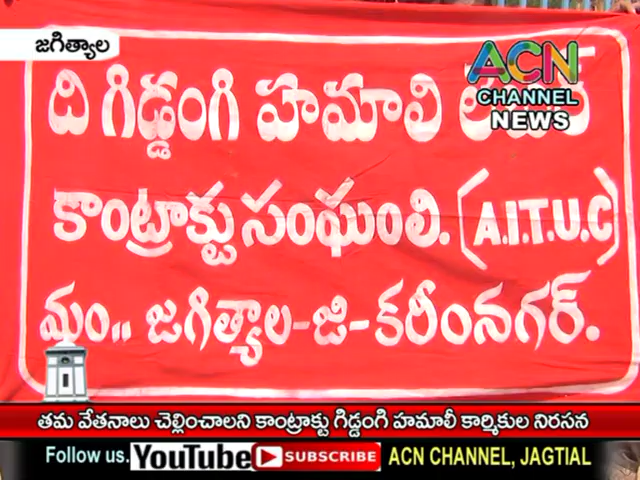 జగిత్యాల
ACN
CHANNEL
NEWS
ది గిడ్డంగి హమాలి
కాంట్రాక్టు సంఘంలి. (A.I.T.U.C)
మం.. జగిత్యాల-జి-కరీంనగర్.
తమ వేతనాలు చెల్లించాలని కాంట్రాక్టు గిడ్డంగి హమాలీ కార్మికుల నిరసన
Follow us. YouTube SUBSCRIBE ACN CHANNEL, JAGTIAL